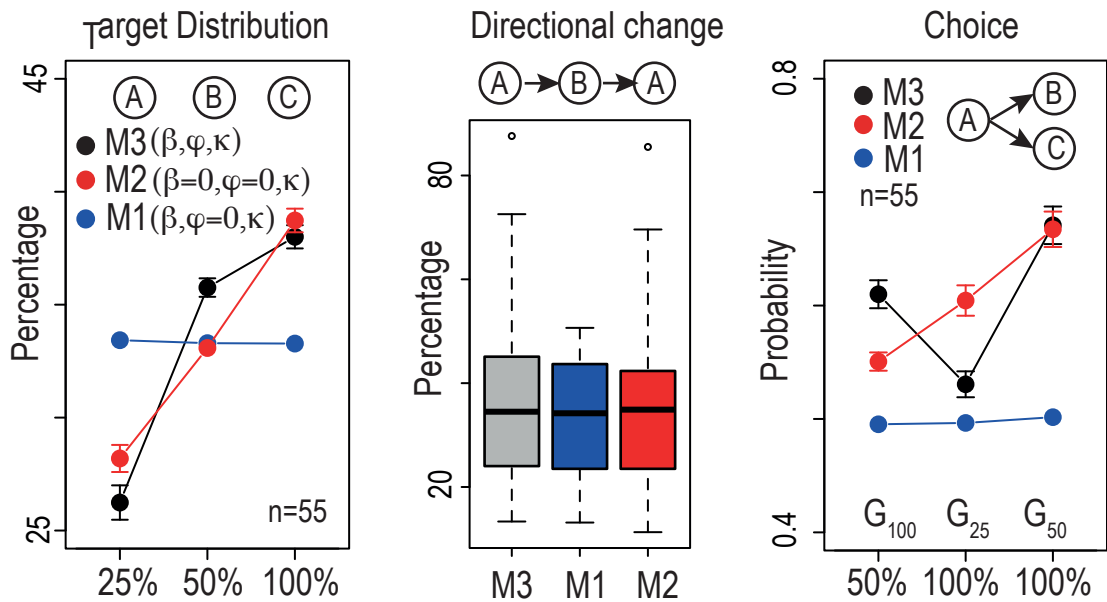 Target Distribution
Percentage
45
25
A B C
M3 (β,φ,κ)
M2 (β=0,φ=0,κ)
M1 (β,φ=0,κ)
n=55
25% 50% 100%
Directional change
A B A
Percentage
80
20
M3 M1 M2
Choice
Probability
0.8
0.4
M3
M2
M1
n=55
A B C
G100 G25 G50
50% 100% 100%